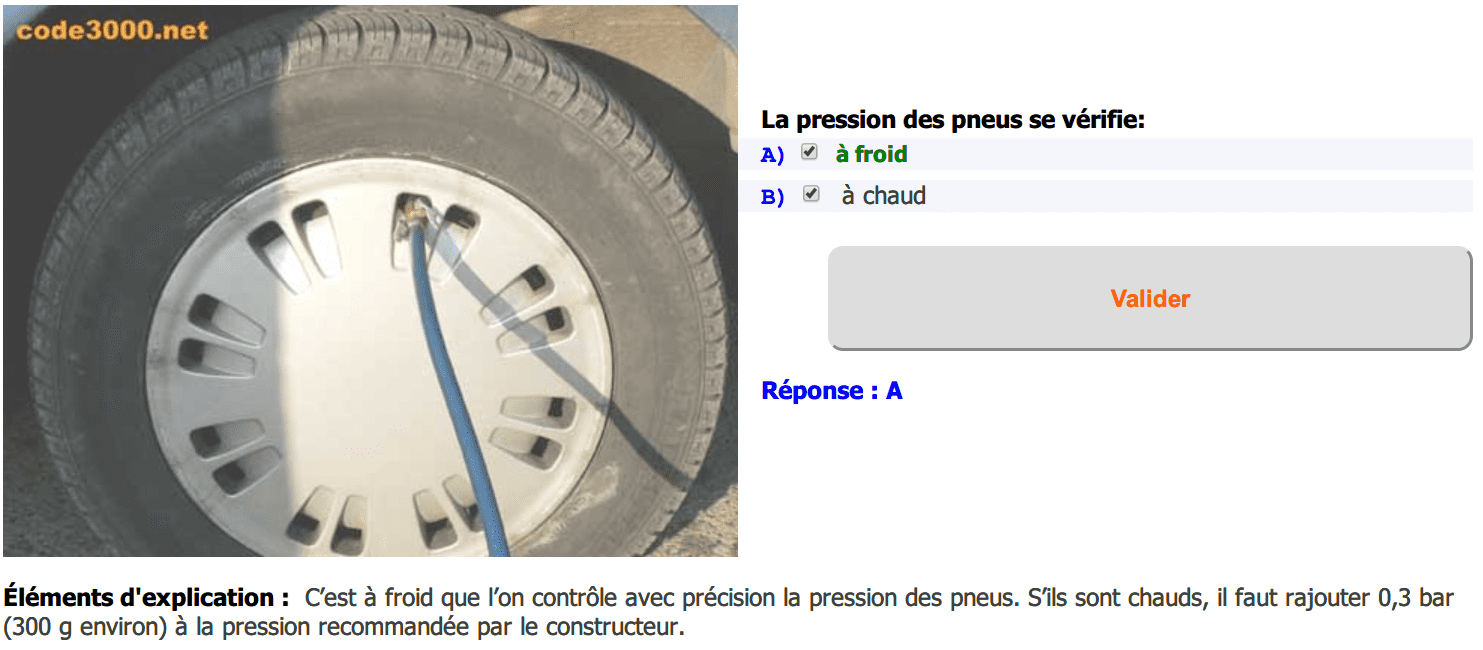 code3000.net
La pression des pneus se vérifie:
A) à froid
B) à chaud
Valider
Réponse : A
Éléments d'explication : C’est à froid que l’on contrôle avec précision la pression des pneus. S’ils sont chauds, il faut rajouter 0,3 bar
(300 g environ) à la pression recommandée par le constructeur.